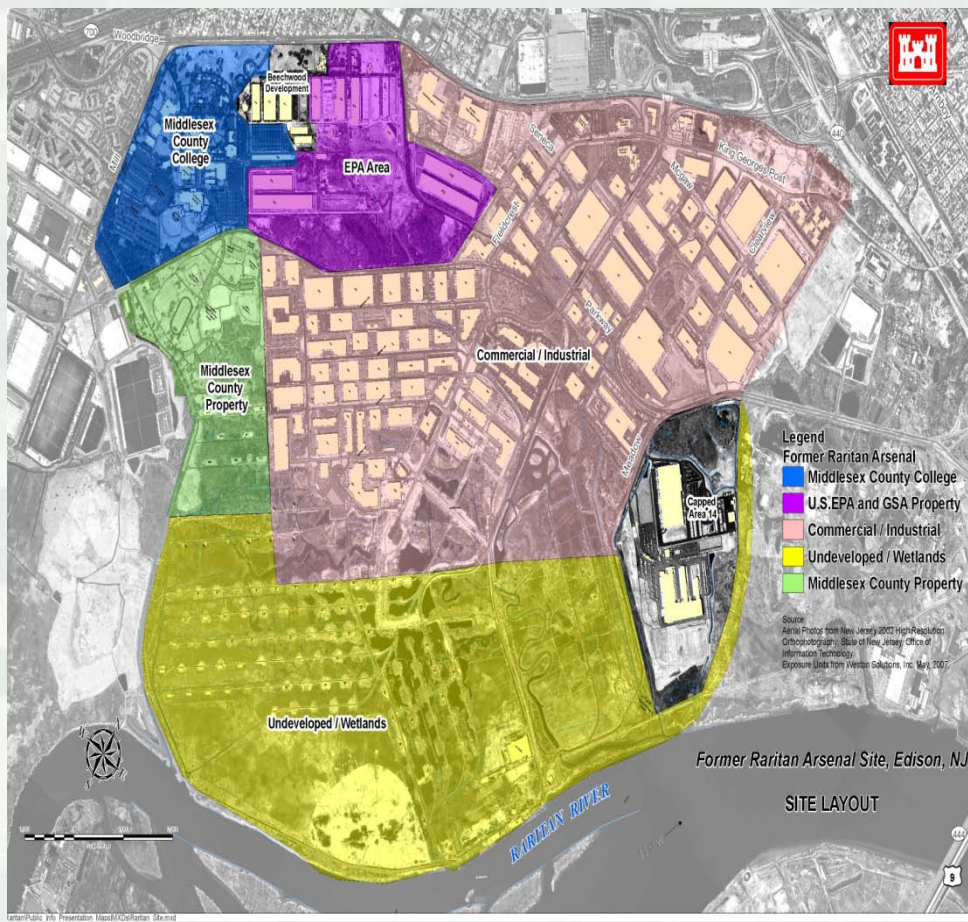 700
Woodbridge
440
Mill
Beechwood
Development
Middlesex
County
College
EPA Area
Seneca
King Georges Post
Mcgaw
Fieldcrest
Clearview
Parkway
Commercial / Industrial
Middlesex
County
Property
Meadow
Capped
Area 14
Legend
Former Raritan Arsenal
Middlesex County College
U.S.EPA and GSA Property
Commercial / Industrial
Undeveloped / Wetlands
Middlesex County Property
Source:
Aerial Photos from New Jersey 2002 High Resolution
Orthophotography, State of New Jersey, Office of
Information Technology.
Exposure Units from Weston Solutions, Inc. May, 2007.
Undeveloped / Wetlands
RARITAN RIVER
Former Raritan Arsenal Site, Edison, NJ
SITE LAYOUT
444
9